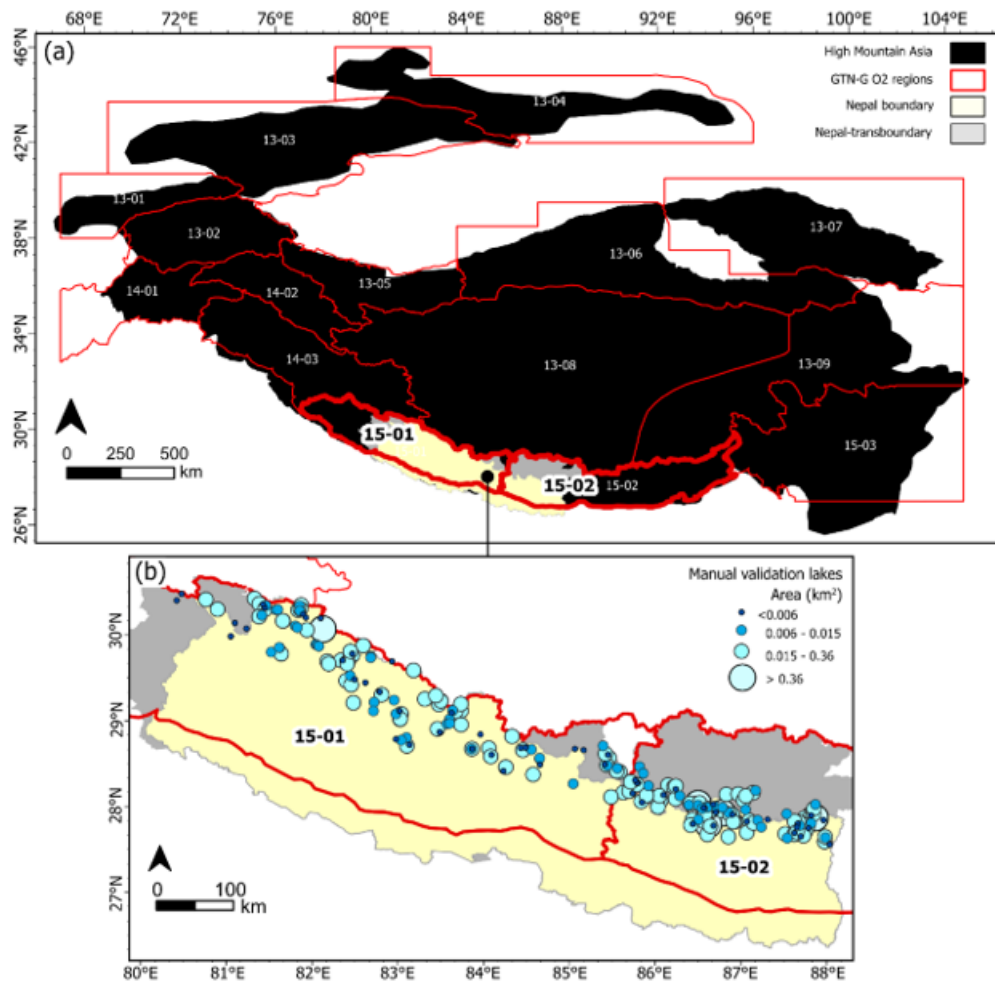 68°E 72°E 76°E 80°E 84°E 88°E 92°E 96°E 100°E 104°E
(a)
46°N
42°N
38°N
34°N
30°N
26°N
High Mountain Asia
GTN-G O2 regions
Nepal boundary
Nepal-transboundary
13-04
13-03
13-01
13-02
13-07
13-06
14-01
14-02
13-05
14-03
13-08
13-09
15-01
15-03
15-02
15-02
0 250 500
km
(b)
Manual validation lakes
Area (km²)
<0.006
0.006 - 0.015
0.015 - 0.36
> 0.36
30°N
29°N
28°N
27°N
15-01
15-02
0 100
km
80°E 81°E 82°E 83°E 84°E 85°E 86°E 87°E 88°E